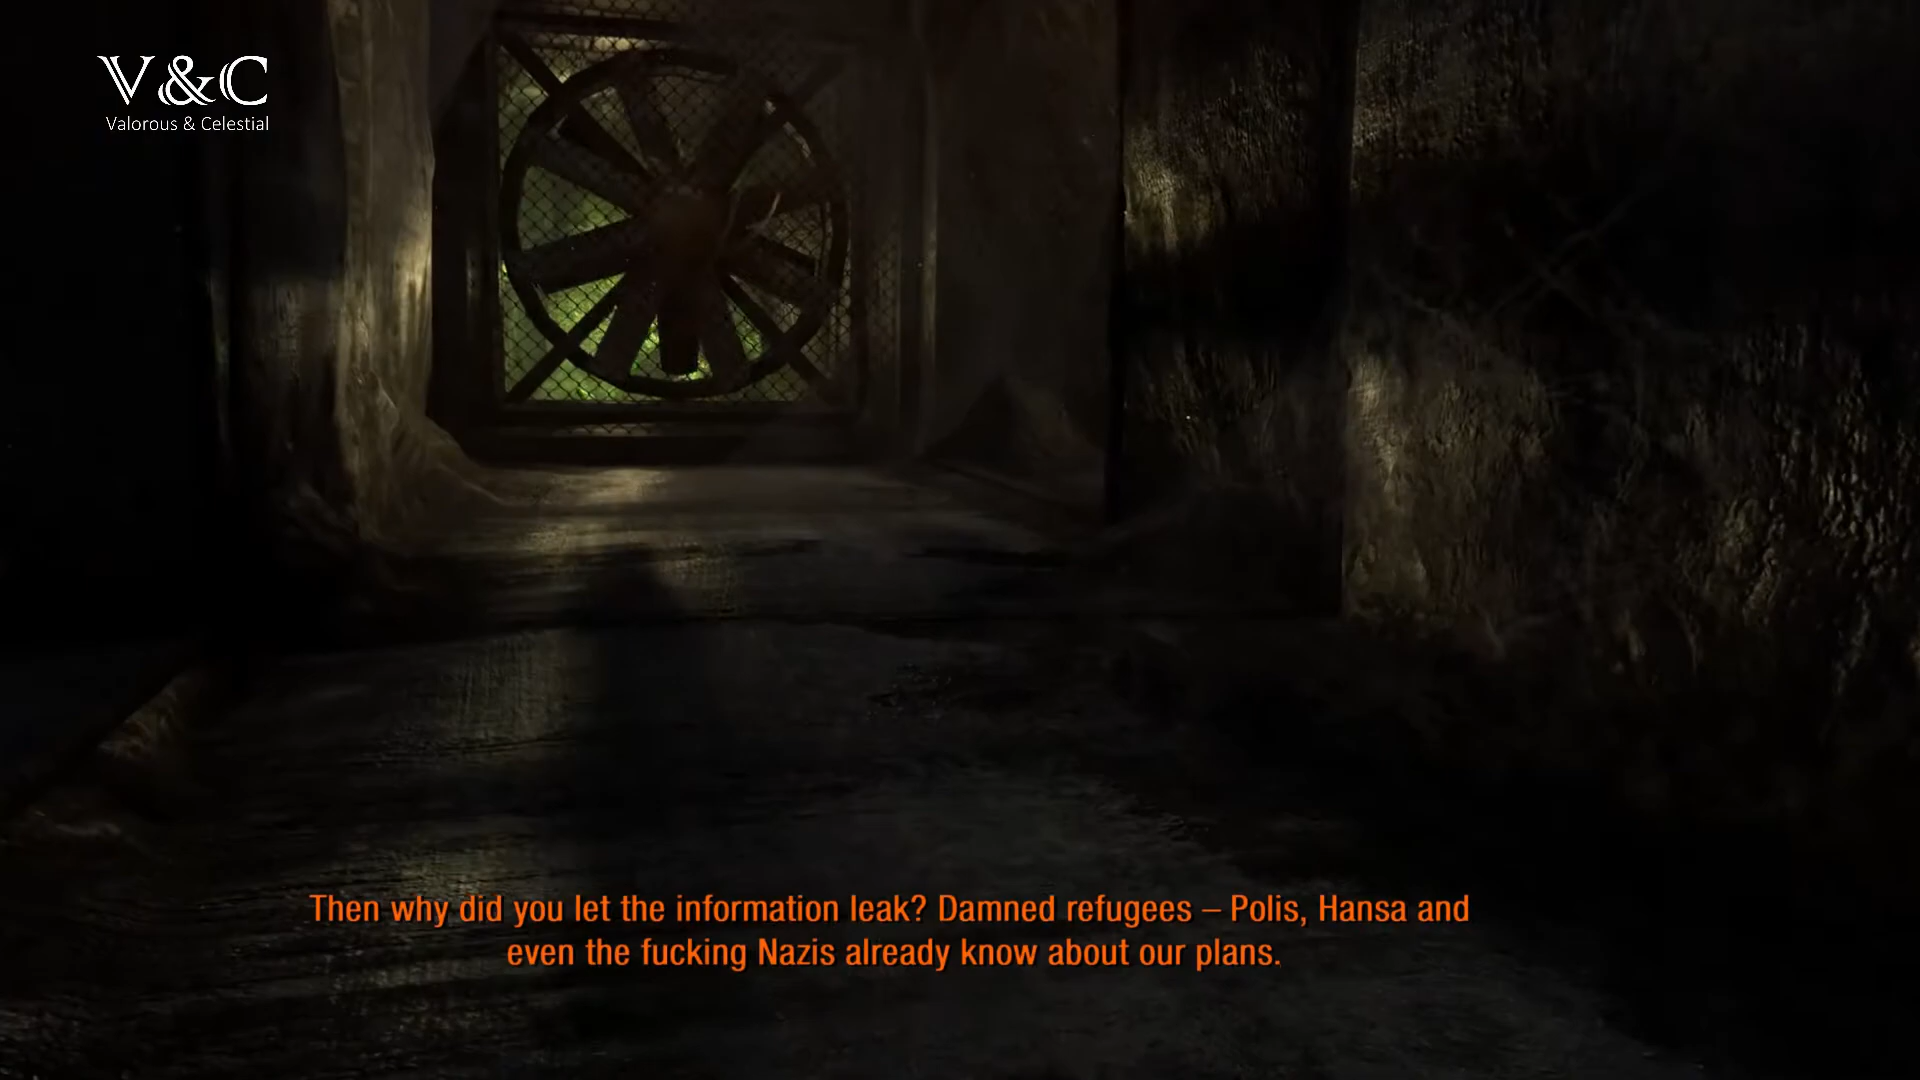 V&C
Valorous & Celestial
Then why did you let the information leak? Damned refugees – Polis, Hansa and
even the fucking Nazis already know about our plans.